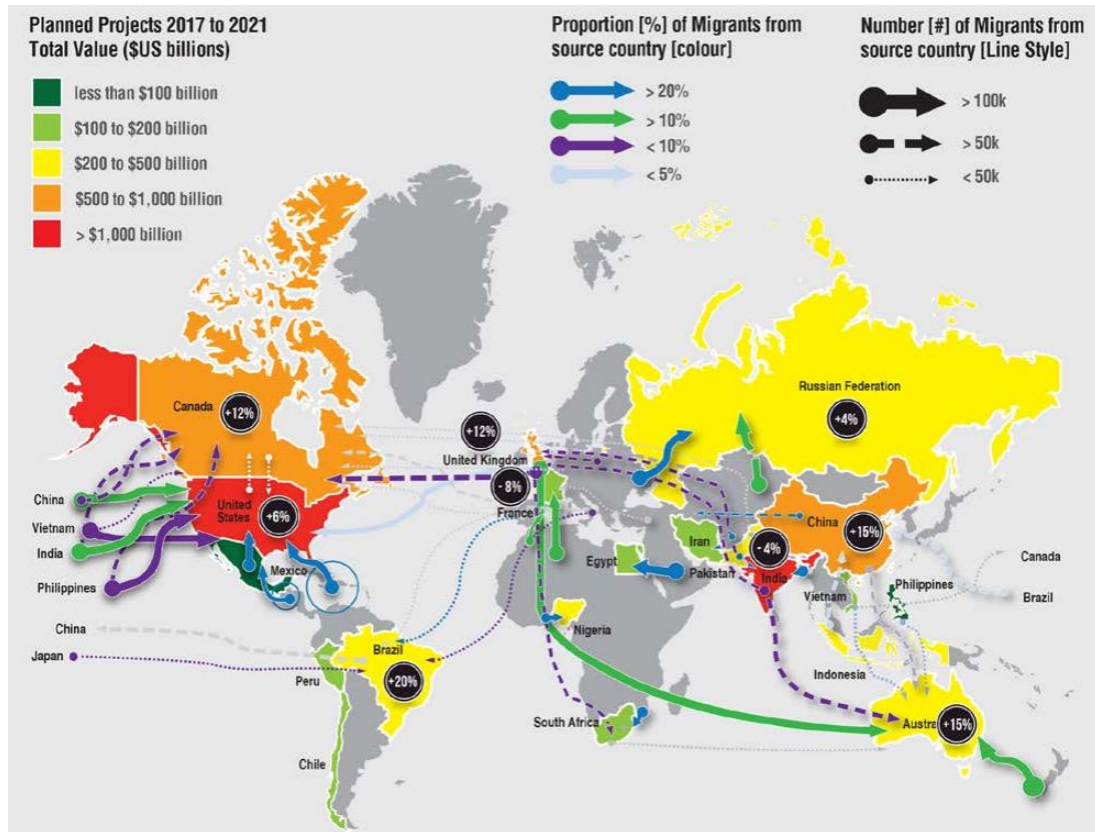 Planned Projects 2017 to 2021
Total Value ($US billions)
less than $100 billion
$100 to $200 billion
$200 to $500 billion
$500 to $1,000 billion
> $1,000 billion
Proportion [%] of Migrants from
source country [colour]
> 20%
> 10%
< 10%
< 5%
Number [#] of Migrants from
source country [Line Style]
> 100k
> 50k
< 50k
Canada
+12%
+12%
United Kingdom
- 8%
France
Russian Federation
+4%
China
Vietnam
India
Philippines
United
States
+6%
Mexico
China
+15%
Iran
- 4%
Egypt
Pakistan
India
Vietnam
Philippines
Canada
Brazil
China
Japan
Brazil
+20%
Peru
Nigeria
Indonesia
South Africa
Austra
+15%
Chile